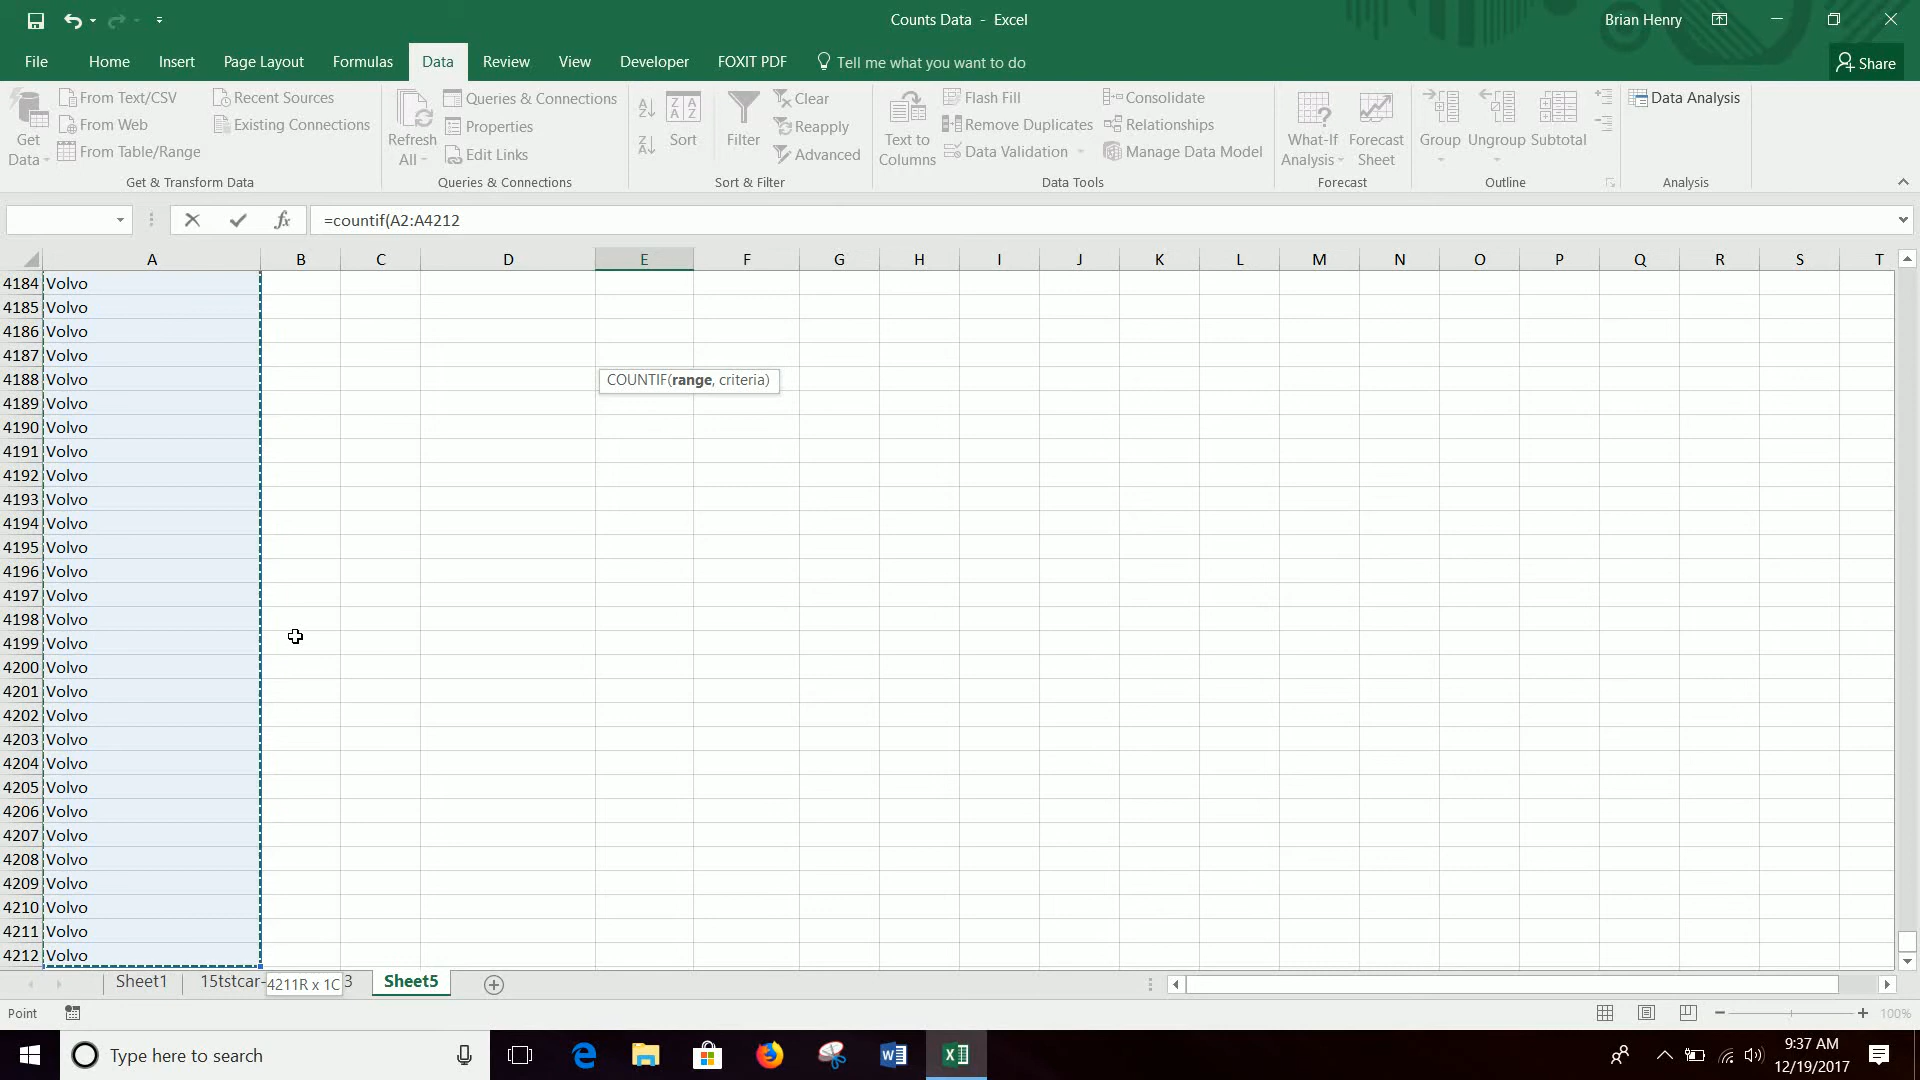 Counts Data - Excel
Brian Henry
File Home Insert Page Layout Formulas Data Review View Developer FOXIT PDF Tell me what you want to do
Share
Get Data
From Text/CSV
From Web
From Table/Range
Recent Sources
Existing Connections
Get & Transform Data
Refresh All
Queries & Connections
Properties
Edit Links
Queries & Connections
Sort
Filter
Clear
Reapply
Advanced
Sort & Filter
Text to Columns
Flash Fill
Remove Duplicates
Data Validation
Consolidate
Relationships
Manage Data Model
Data Tools
What-If Analysis
Forecast Sheet
Forecast
Group
Ungroup
Subtotal
Outline
Data Analysis
Analysis
fx =countif(A2:A4212
A B C D E F G H I J K L M N O P Q R S T
4184 Volvo
4185 Volvo
4186 Volvo
4187 Volvo
4188 Volvo
COUNTIF(range, criteria)
4189 Volvo
4190 Volvo
4191 Volvo
4192 Volvo
4193 Volvo
4194 Volvo
4195 Volvo
4196 Volvo
4197 Volvo
4198 Volvo
4199 Volvo
4200 Volvo
4201 Volvo
4202 Volvo
4203 Volvo
4204 Volvo
4205 Volvo
4206 Volvo
4207 Volvo
4208 Volvo
4209 Volvo
4210 Volvo
4211 Volvo
4212 Volvo
Sheet1 15tstcar- 4211R x 1C 3 Sheet5
Point
100%
Type here to search
9:37 AM
12/19/2017